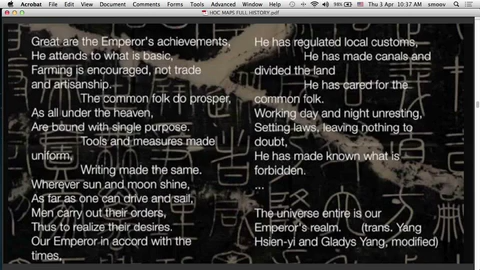 Acrobat File Edit View Document Comments Forms Tools Advanced Window Help
98% Thu 3 Apr 10:37 AM smoov
HOC MAPS FULL HISTORY.pdf
Great are the Emperor's achievements,
He attends to what is basic,
Farming is encouraged, not trade
and artisanship.
The common folk do prosper,
As all under the heaven,
Are bound with single purpose.
Tools and measures made
uniform,
Writing made the same.
Wherever sun and moon shine,
As far as one can drive and sail,
Men carry out their orders,
Thus to realize their desires.
Our Emperor in accord with the
times,
He has regulated local customs,
He has made canals and
divided the land
He has cared for the
common folk.
Working day and night unresting,
Setting laws, leaving nothing to
doubt,
He has made known what is
forbidden.
...
The universe entire is our
Emperor's realm. (trans. Yang
Hsien-yi and Gladys Yang, modified)